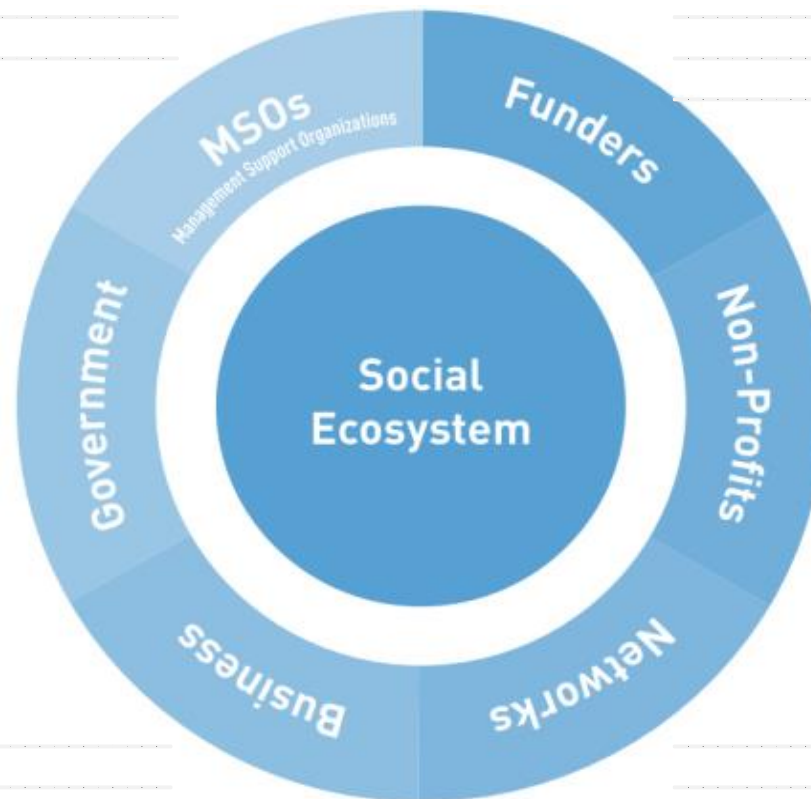 MSOs
Management Support Organizations
Funders
Non-Profits
Networks
Business
Government
Social
Ecosystem